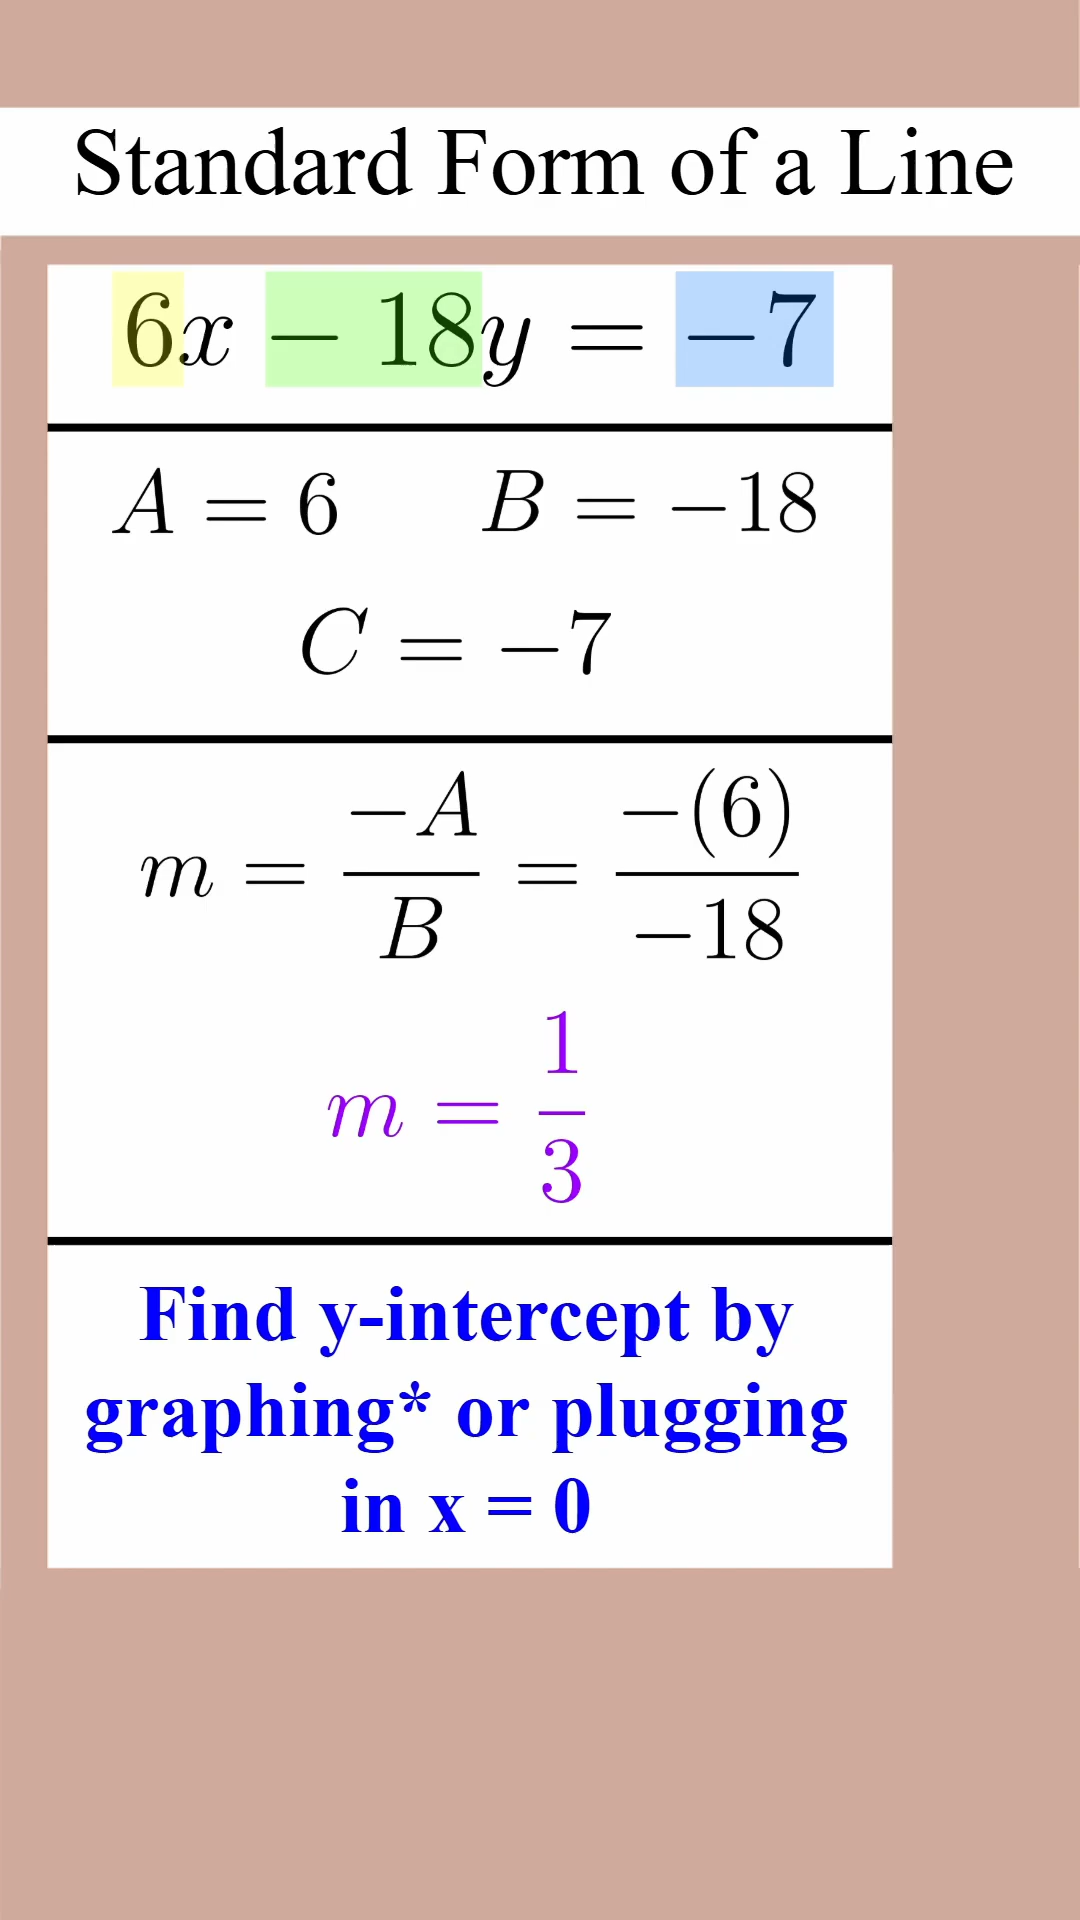 Standard Form of a Line
6x − 18y = −7
A = 6 B = −18
C = −7
m = −A/B = −(6)/−18
m = 1/3
Find y-intercept by
graphing* or plugging
in x = 0